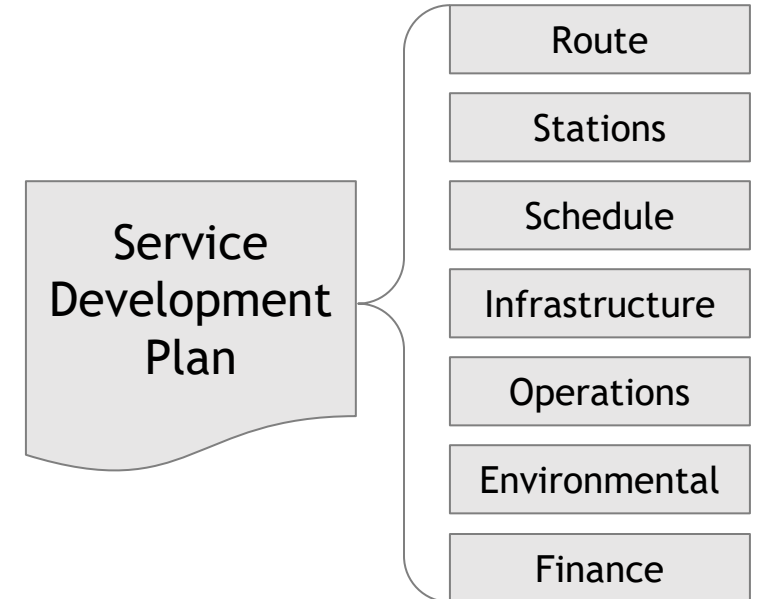 Service
Development
Plan
Route
Stations
Schedule
Infrastructure
Operations
Environmental
Finance